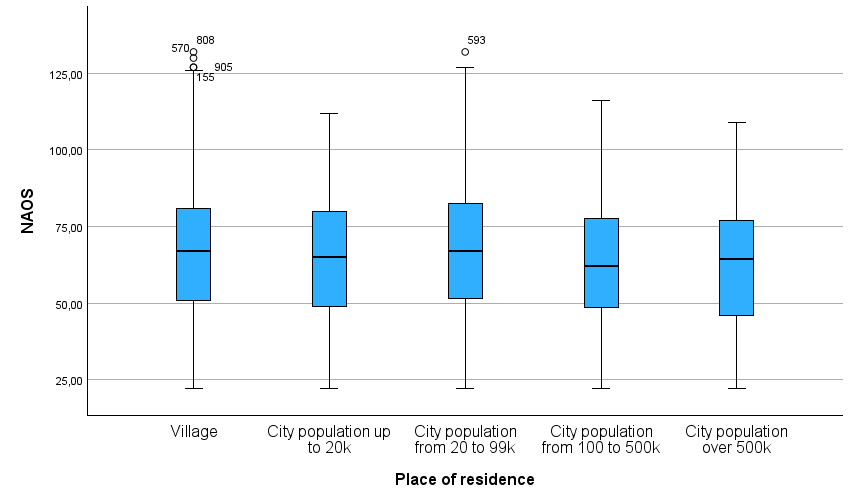 808
570
905
155
593
NAOS
125,00
100,00
75,00
50,00
25,00
Village
City population up
to 20k
City population
from 20 to 99k
City population
from 100 to 500k
City population
over 500k
Place of residence